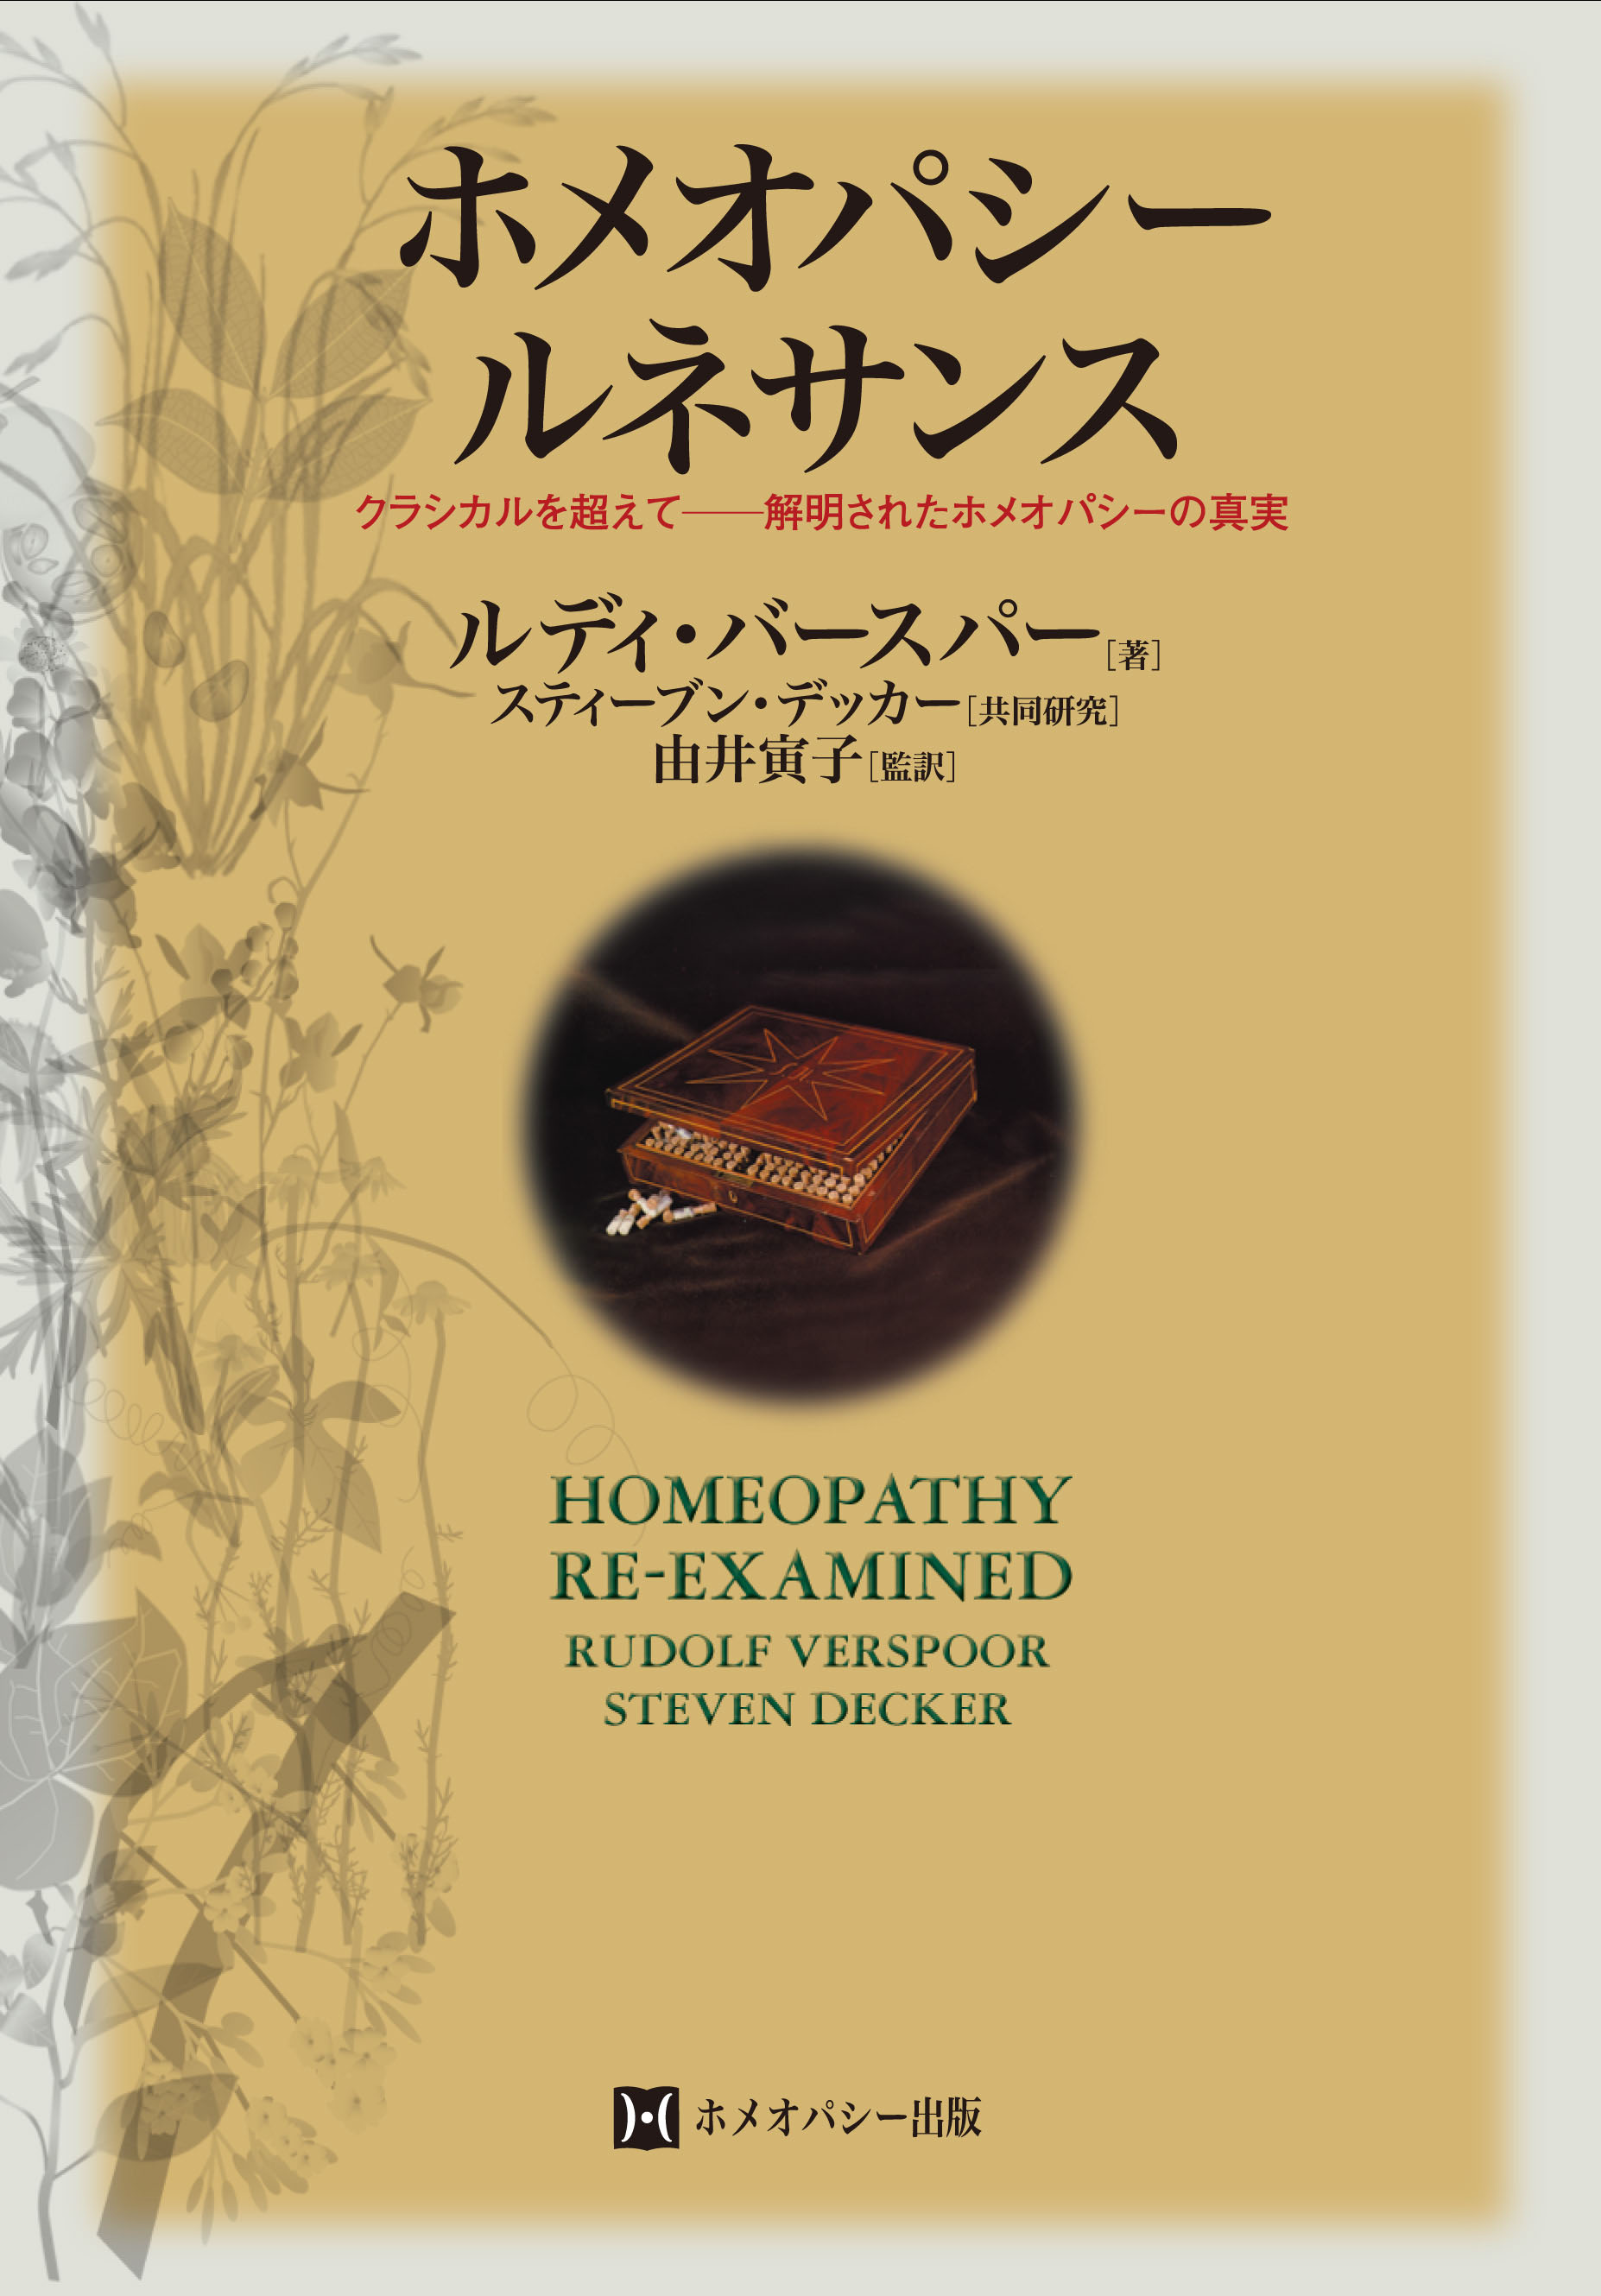 ホメオパシー
ルネサンス
クラシカルを超えて――解明されたホメオパシーの真実
ルディ・バースパー[著]
スティーブン・デッカー[共同研究]
由井寅子[監訳]
HOMEOPATHY
RE-EXAMINED
RUDOLF VERSPOOR
STEVEN DECKER
ホメオパシー出版